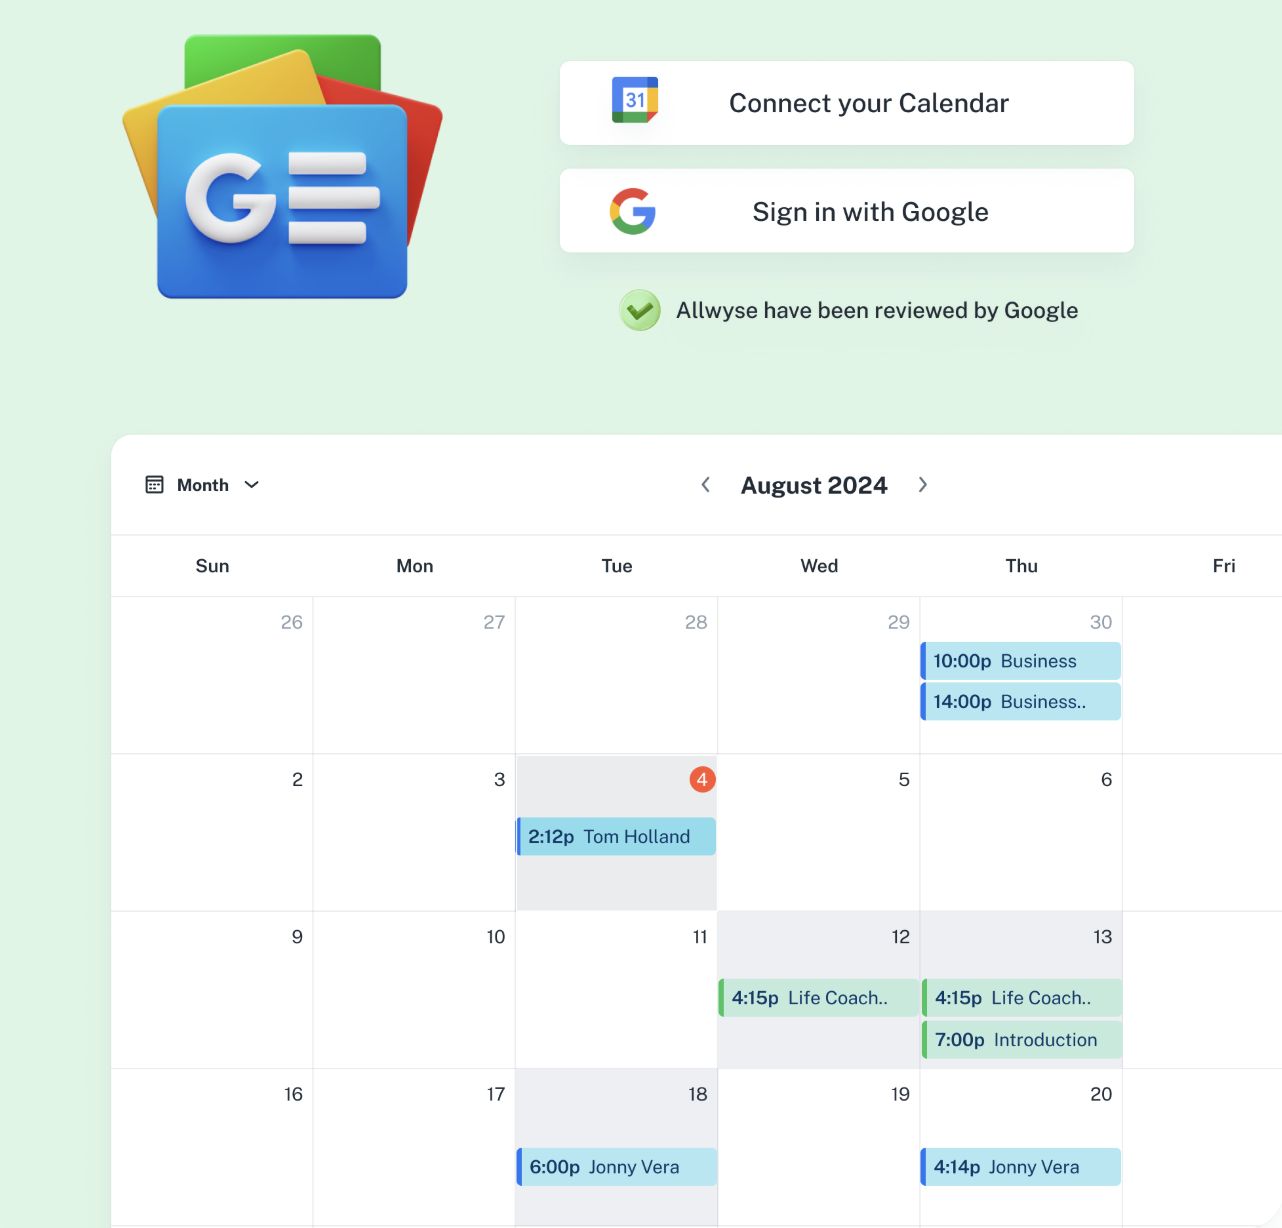 GE
31
Connect your Calendar
Sign in with Google
Allwyse have been reviewed by Google
Month
August 2024
Sun Mon Tue Wed Thu Fri
26 27 28 29 30
10:00p Business
14:00p Business..
2 3 4 5 6
2:12p Tom Holland
9 10 11 12 13
4:15p Life Coach.. 4:15p Life Coach..
7:00p Introduction
16 17 18 19 20
6:00p Jonny Vera 4:14p Jonny Vera